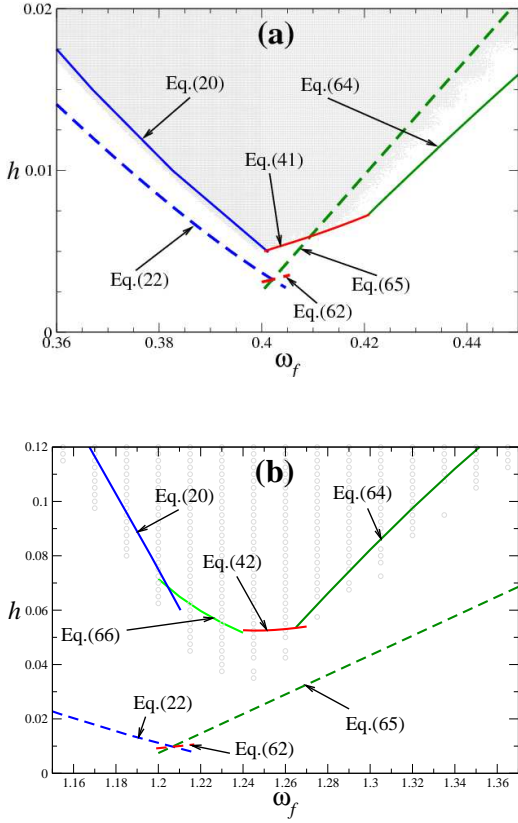 0.02
(a)
Eq.(20)
Eq.(64)
h
0.01
Eq.(41)
Eq.(22)
Eq.(65)
Eq.(62)
0
0.36 0.38 0.4 0.42 0.44
ω_f
0.12
(b)
0.1
Eq.(20)
Eq.(64)
0.08
Eq.(42)
h
0.06
Eq.(66)
0.04
Eq.(22)
Eq.(65)
0.02
Eq.(62)
0
1.16 1.18 1.2 1.22 1.24 1.26 1.28 1.3 1.32 1.34 1.36
ω_f